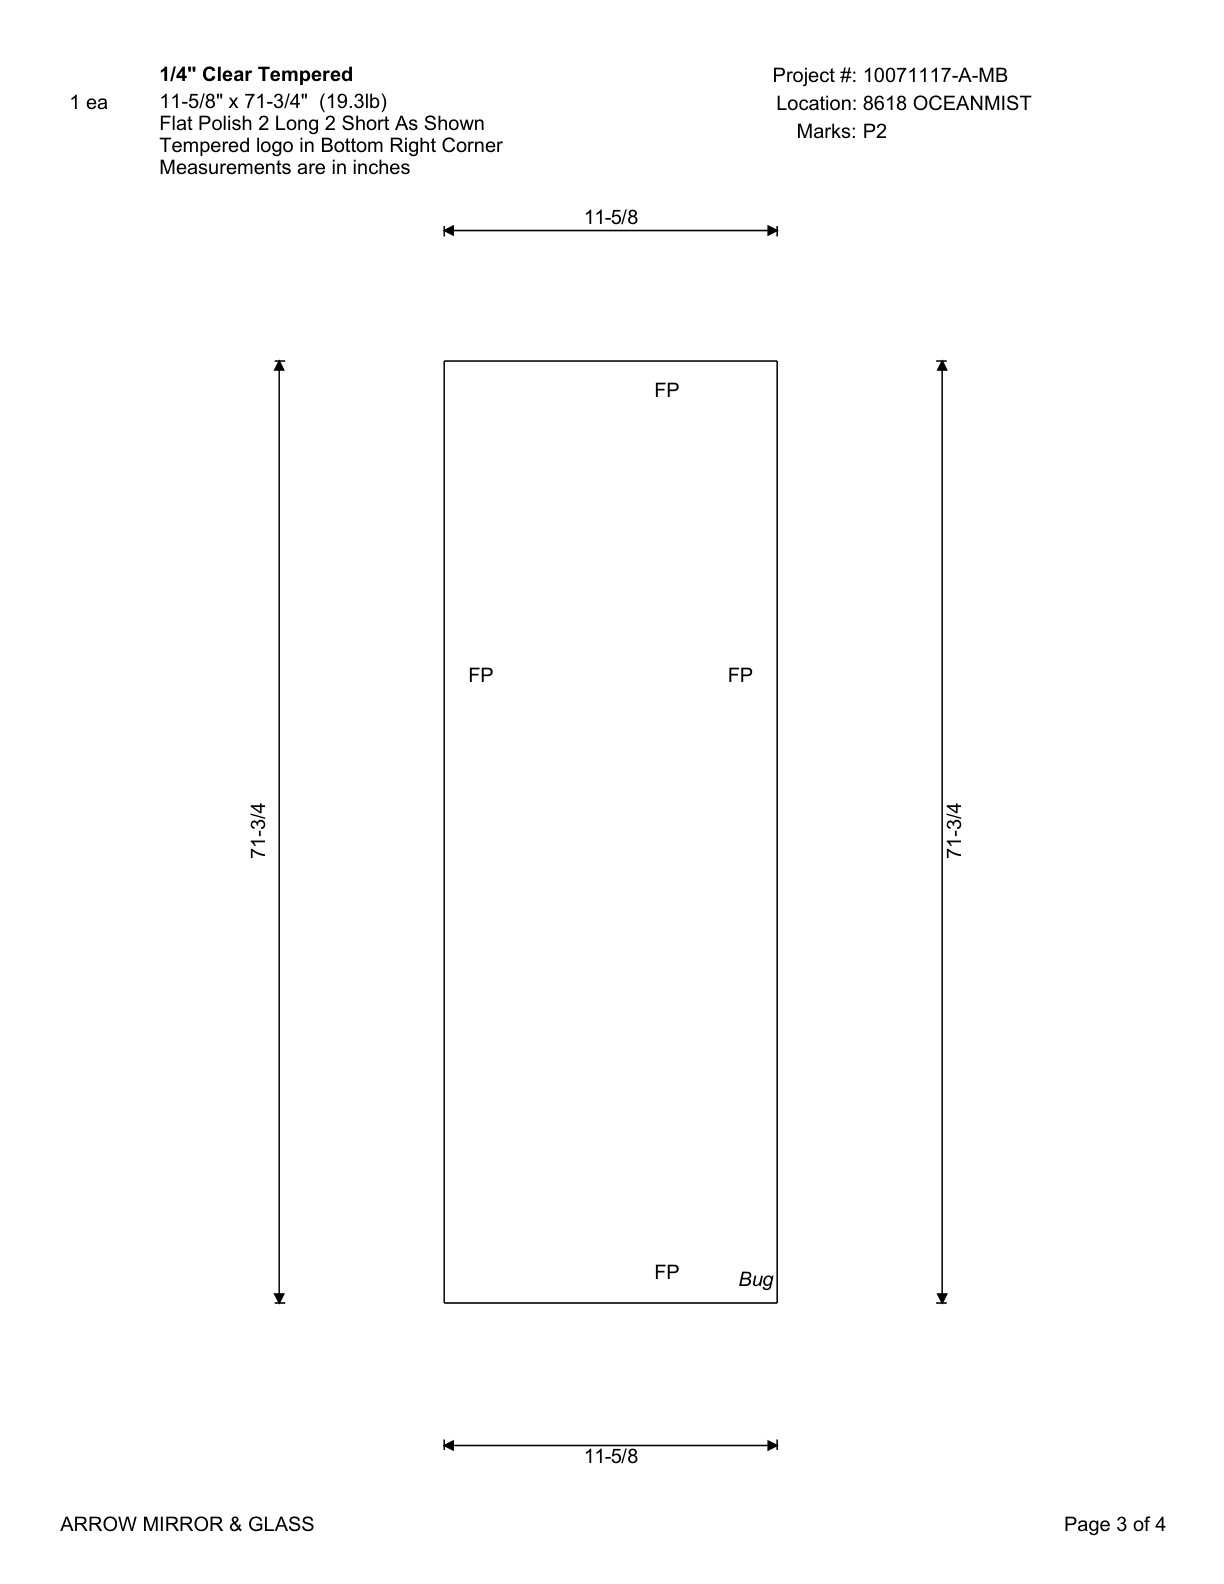 1/4" Clear Tempered
1 ea
11-5/8" x 71-3/4" (19.3lb)
Flat Polish 2 Long 2 Short As Shown
Tempered logo in Bottom Right Corner
Measurements are in inches
Project #: 10071117-A-MB
Location: 8618 OCEANMIST
Marks: P2
11-5/8
FP
FP
FP
71-3/4
71-3/4
FP
Bug
11-5/8
ARROW MIRROR & GLASS
Page 3 of 4